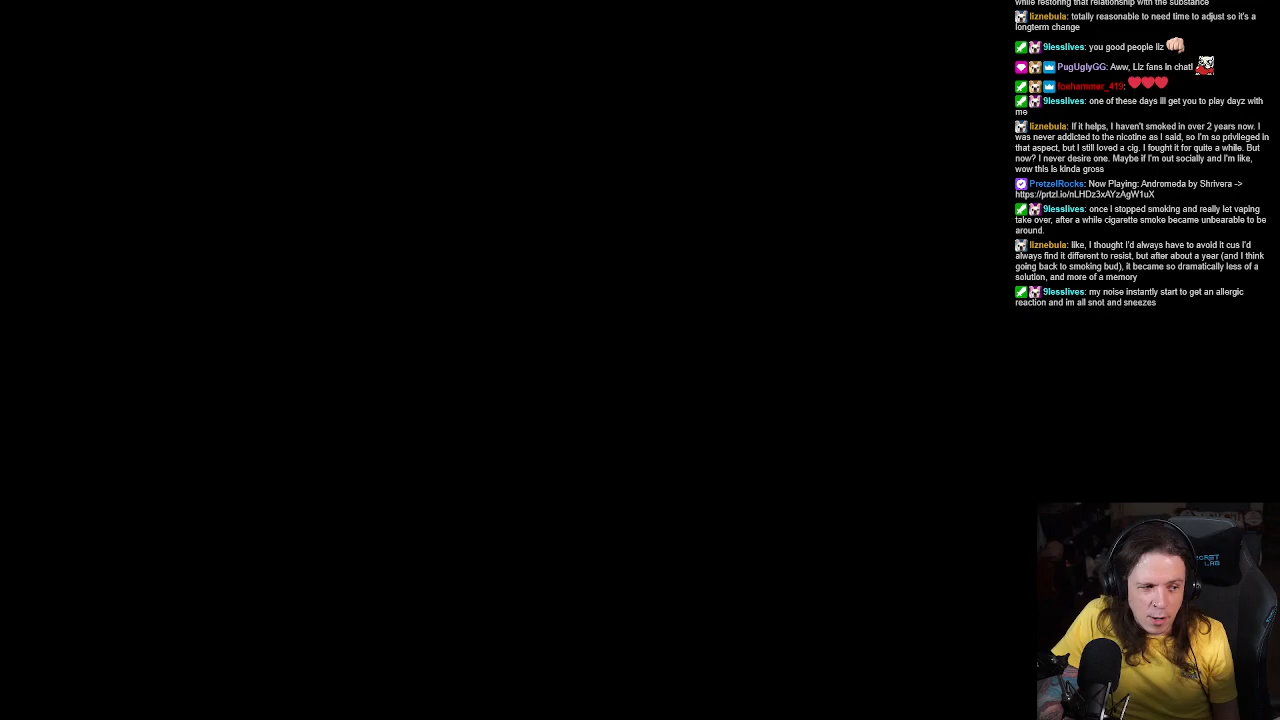 while restoring that relationship with the substance
liznebula: totally reasonable to need time to adjust so it's a
longterm change
9lesslives: you good people liz
PugUglyGG: Aww, Liz fans in chat!
foehammer_419:
9lesslives: one of these days ill get you to play dayz with
me
liznebula: If it helps, I haven't smoked in over 2 years now. I
was never addicted to the nicotine as I said, so I'm so privileged in
that aspect, but I still loved a cig. I fought it for quite a while. But
now? I never desire one. Maybe if I'm out socially and I'm like,
wow this is kinda gross
PretzelRocks: Now Playing: Andromeda by Shrivera ->
https://prtzl.io/nLHDz3xAYzAgW1uX
9lesslives: once I stopped smoking and really let vaping
take over, after a while cigarette smoke became unbearable to be
around.
liznebula: like, I thought I'd always have to avoid it cus I'd
always find it different to resist, but after about a year (and I think
going back to smoking bud), it became so dramatically less of a
solution, and more of a memory
9lesslives: my noise instantly start to get an allergic
reaction and im all snot and sneezes
LAB